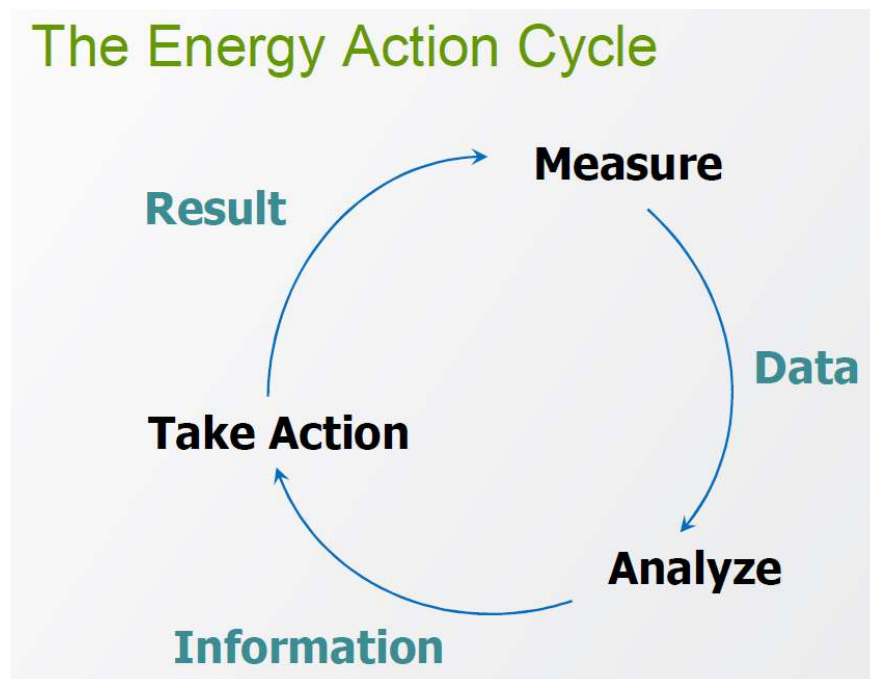 The Energy Action Cycle
Measure
Result
Data
Take Action
Analyze
Information